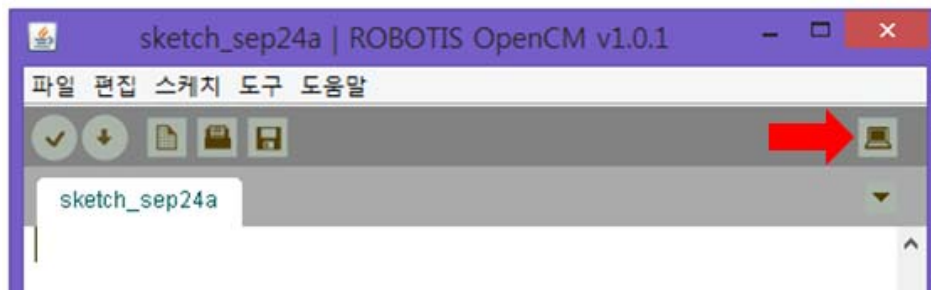 sketch_sep24a | ROBOTIS OpenCM v1.0.1
파일 편집 스케치 도구 도움말
sketch_sep24a